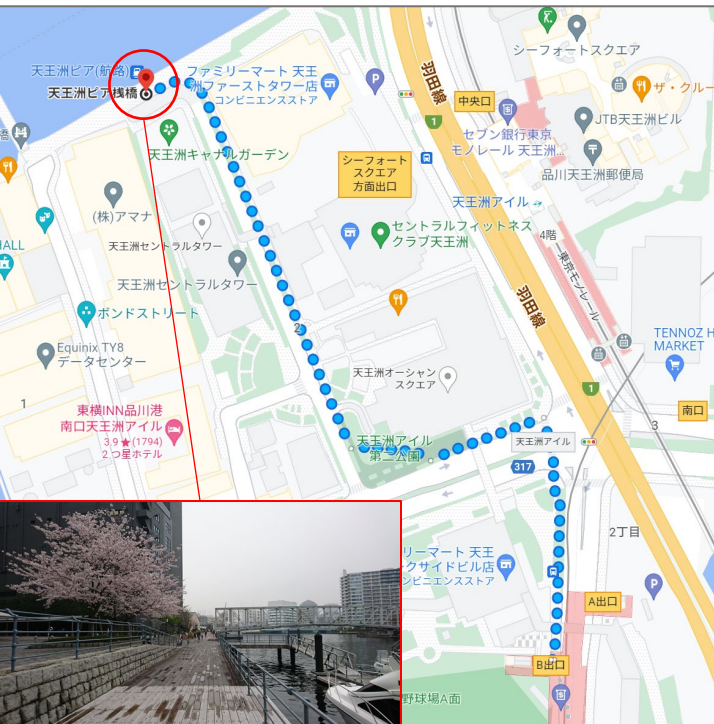 シーフォートスクエア
天王洲ピア(航路)
天王洲ピア桟橋
ファミリーマート 天王
洲ファーストタワー店
コンビニエンスストア
P
羽田線
1
中央口
ザ・クルー
JTB天王洲ビル
セブン銀行東京
モノレール 天王洲...
品川天王洲郵便局
天王洲キャナルガーデン
シーフォート
スクエア
方面出口
天王洲アイル
(株)アマナ
セントラルフィットネス
クラブ天王洲
HALL
天王洲セントラルタワー
4階
東京モノレール
天王洲セントラルタワー
羽田線
ボンドストリート
2
TENNOZ H
MARKET
Equinix TY8
データセンター
天王洲オーシャン
スクエア
1
1
東横INN品川港
南口天王洲アイル
3.9★(1794)
2つ星ホテル
南口
3
天王洲アイル
第二公園
天王洲アイル
317
2丁目
リーマート 天王
クサイドビル店
ンビニエンスストア
P
A出口
B出口
野球場A面